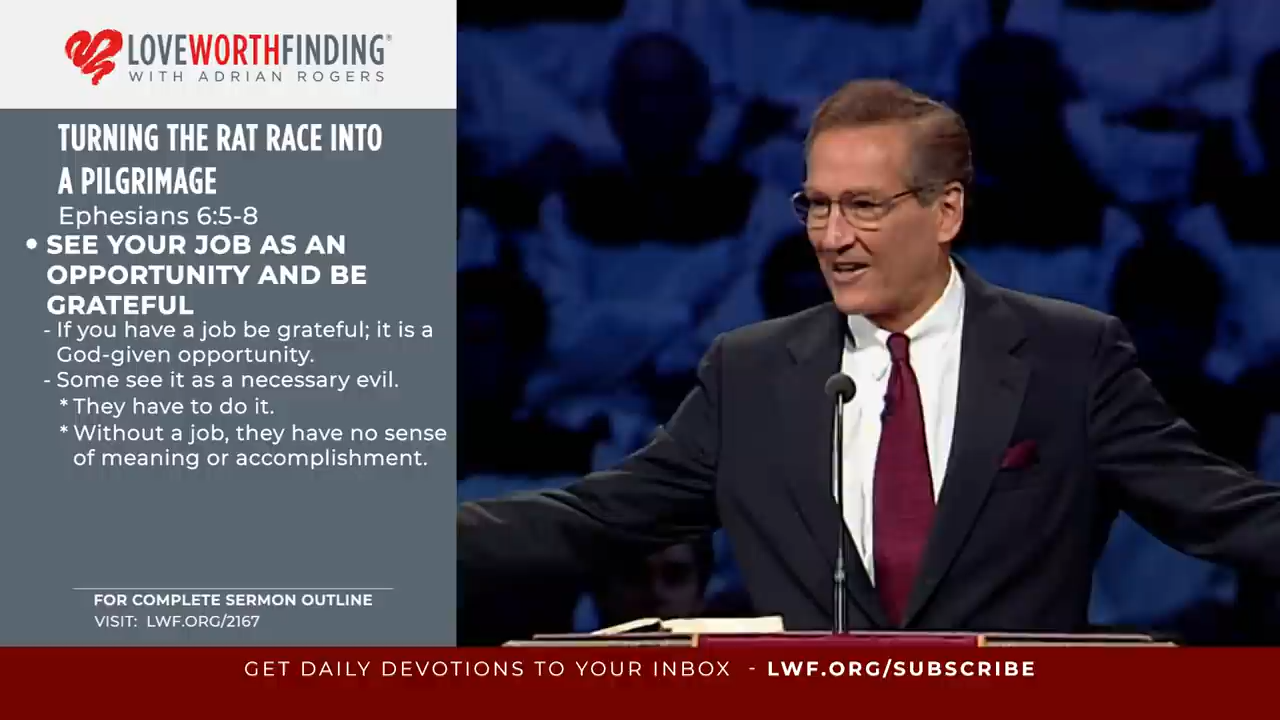 LOVEWORTHFINDING®
WITH ADRIAN ROGERS
TURNING THE RAT RACE INTO
A PILGRIMAGE
Ephesians 6:5-8
• SEE YOUR JOB AS AN
OPPORTUNITY AND BE
GRATEFUL
- If you have a job be grateful; it is a
God-given opportunity.
- Some see it as a necessary evil.
* They have to do it.
* Without a job, they have no sense
of meaning or accomplishment.
FOR COMPLETE SERMON OUTLINE
VISIT: LWF.ORG/2167
GET DAILY DEVOTIONS TO YOUR INBOX - LWF.ORG/SUBSCRIBE